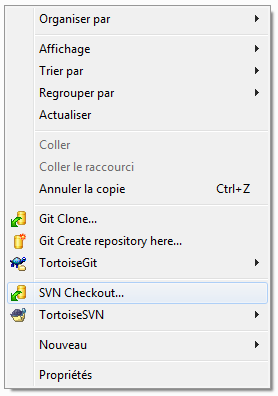 Organiser par
Affichage
Trier par
Regrouper par
Actualiser
Coller
Coller le raccourci
Annuler la copie Ctrl+Z
Git Clone...
Git Create repository here...
TortoiseGit
SVN Checkout...
TortoiseSVN
Nouveau
Propriétés